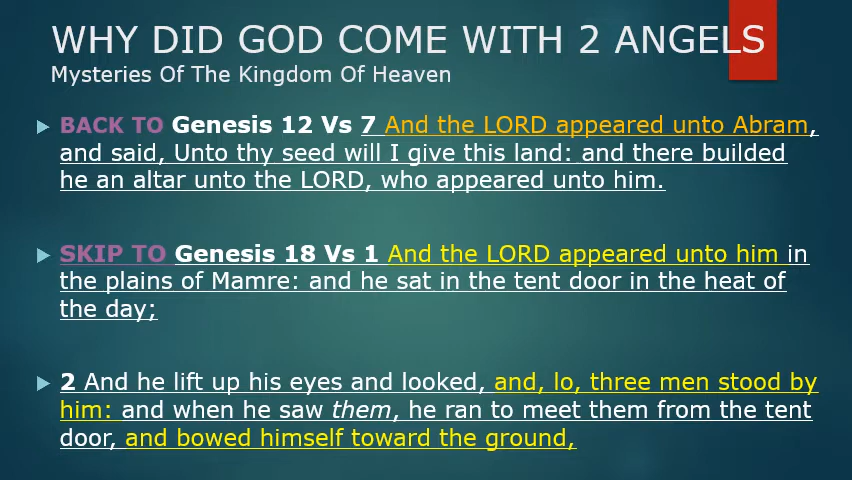 WHY DID GOD COME WITH 2 ANGELS
Mysteries Of The Kingdom Of Heaven
BACK TO Genesis 12 Vs 7 And the LORD appeared unto Abram,
and said, Unto thy seed will I give this land: and there builded
he an altar unto the LORD, who appeared unto him.
SKIP TO Genesis 18 Vs 1 And the LORD appeared unto him in
the plains of Mamre: and he sat in the tent door in the heat of
the day;
2 And he lift up his eyes and looked, and, lo, three men stood by
him: and when he saw them, he ran to meet them from the tent
door, and bowed himself toward the ground,